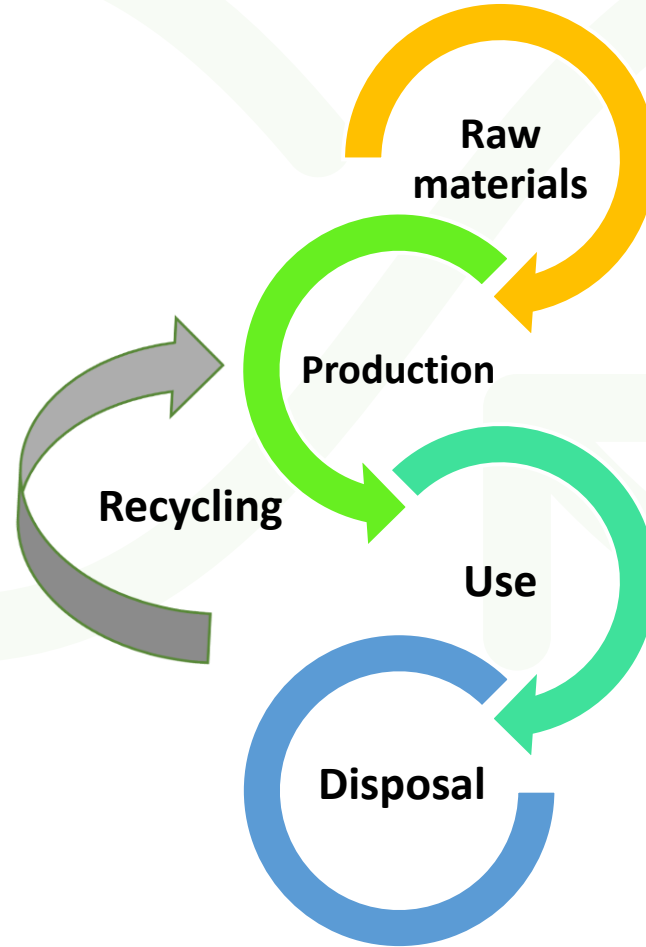 Raw
materials
Production
Recycling
Use
Disposal